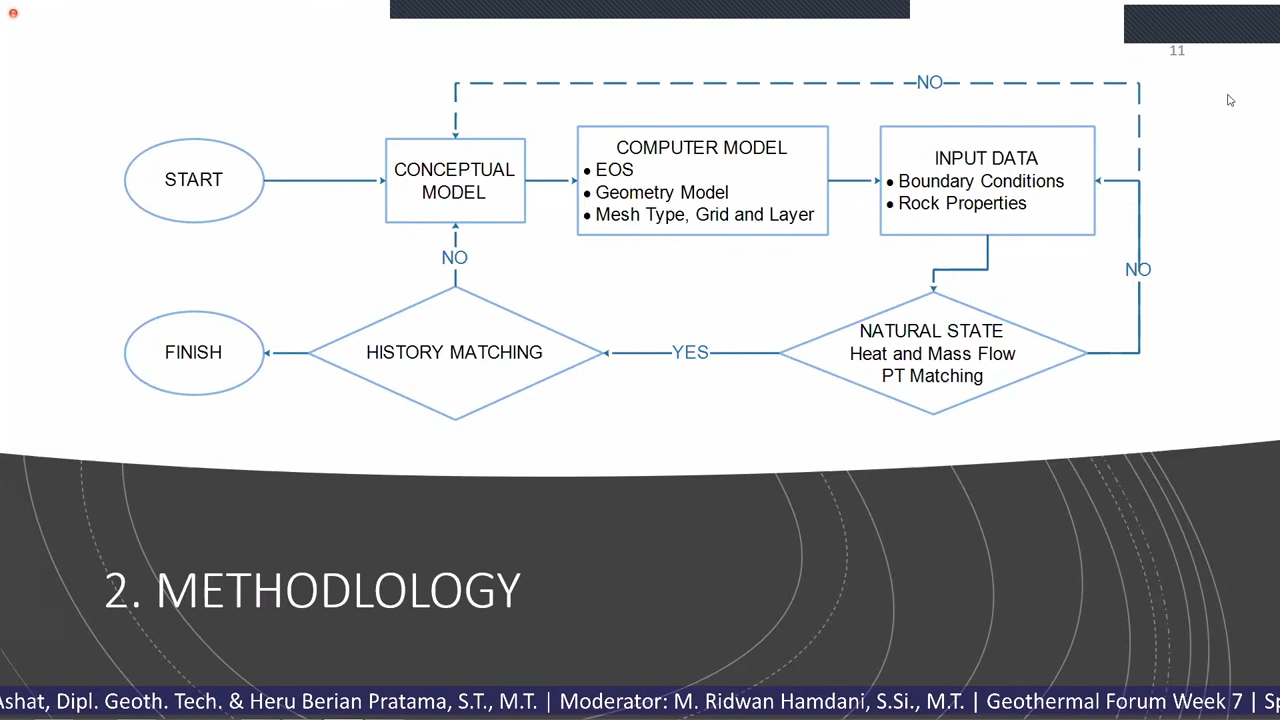 11
NO
START
CONCEPTUAL
MODEL
COMPUTER MODEL
• EOS
• Geometry Model
• Mesh Type, Grid and Layer
INPUT DATA
• Boundary Conditions
• Rock Properties
NO
NO
FINISH
HISTORY MATCHING
YES
NATURAL STATE
Heat and Mass Flow
PT Matching
2. METHODLOLOGY
Ashat, Dipl. Geoth. Tech. & Heru Berian Pratama, S.T., M.T. | Moderator: M. Ridwan Hamdani, S.Si., M.T. | Geothermal Forum Week 7 | Sp